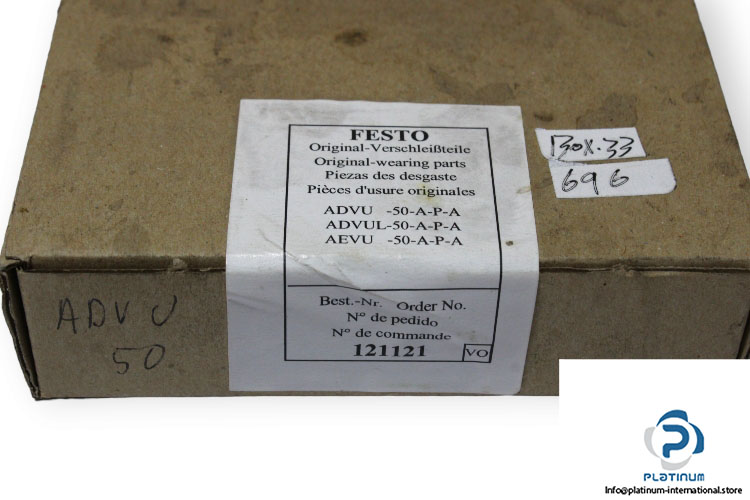 FESTO
Original-Verschleißteile
Original-wearing parts
Piezas des desgaste
Pièces d'usure originales
ADVU -50-A-P-A
ADVUL-50-A-P-A
AEVU -50-A-P-A
Best.-Nr. Order No.
N° de pedido
N° de commande
121121 VO
BOX.33
696
ADVU
50
PLATINUM
Info@platinum-international.store